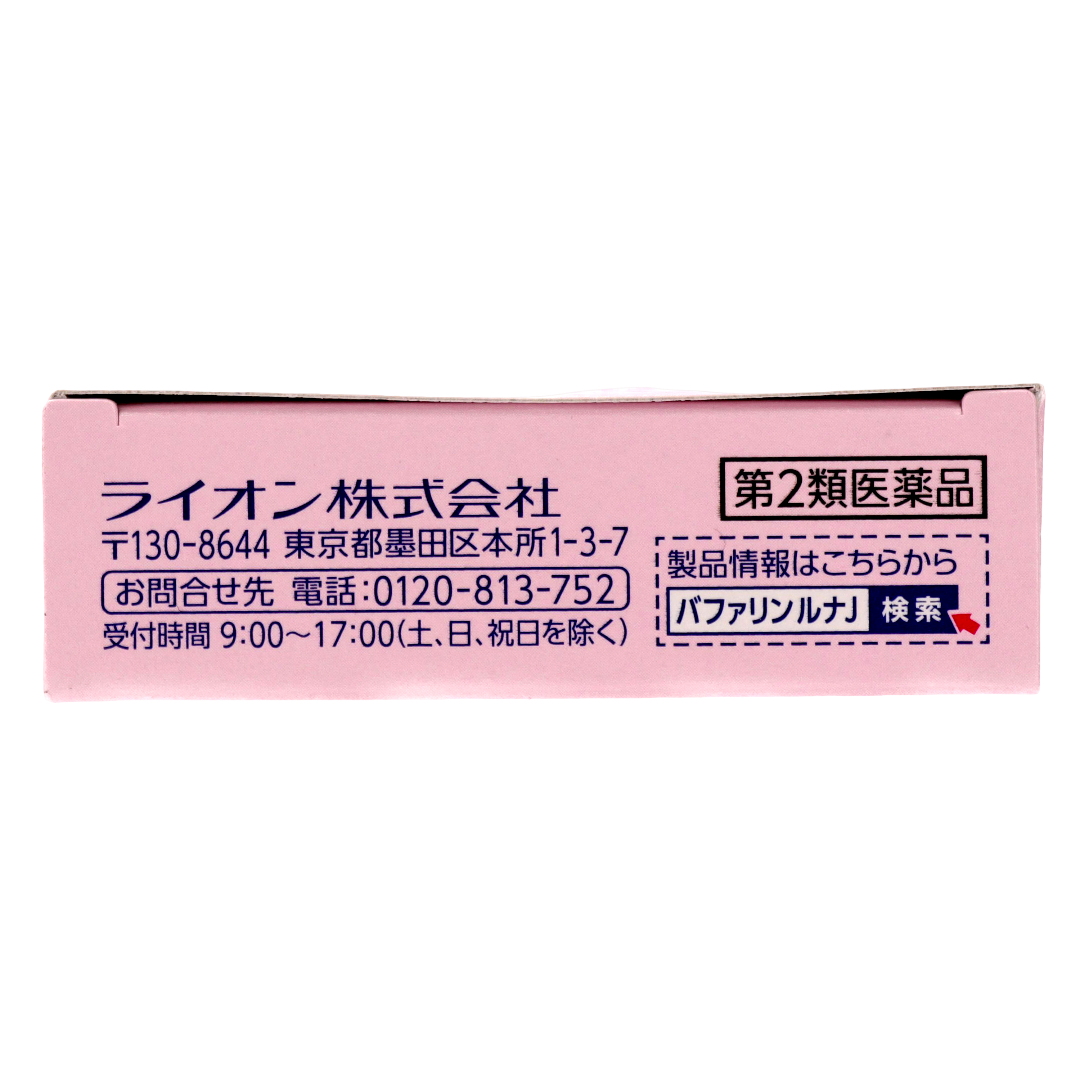 ライオン株式会社
〒130-8644 東京都墨田区本所1-3-7
お問合せ先 電話:0120-813-752
受付時間 9:00～17:00(土、日、祝日を除く)
第2類医薬品
製品情報はこちらから
バファリンルナJ 検索